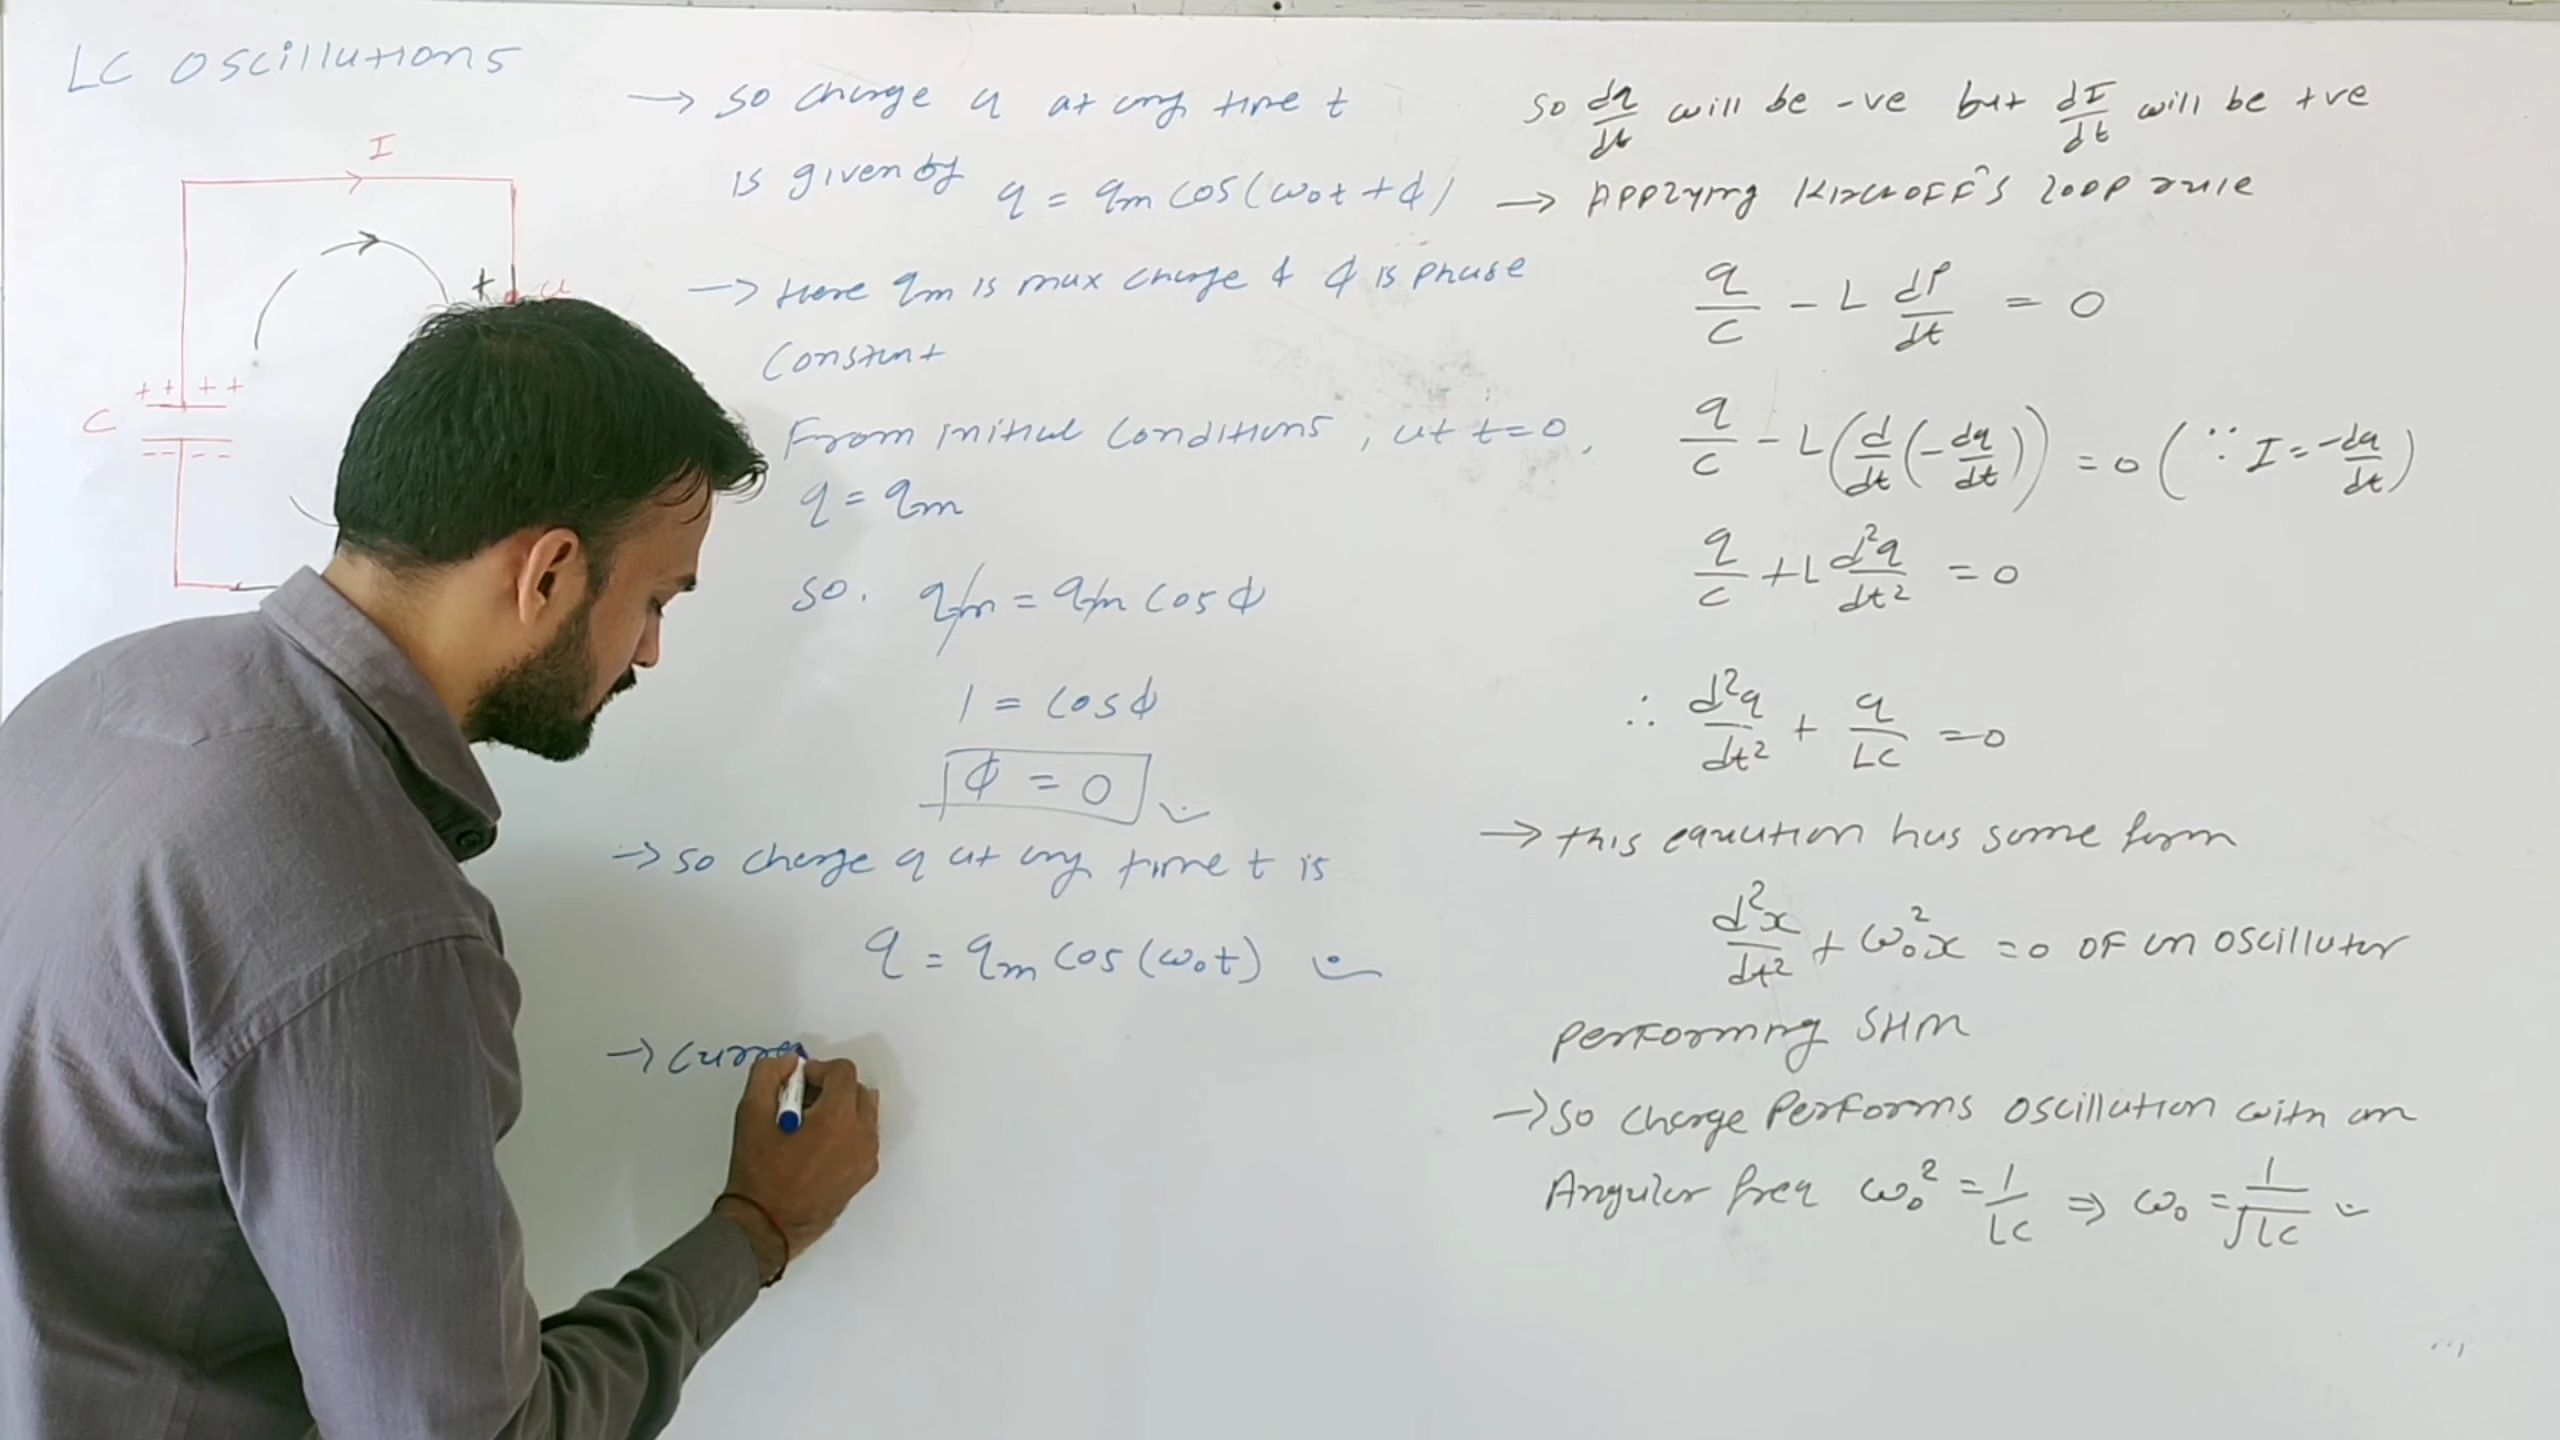 LC Oscillations
I
+ a
+ + + +
C
-- --
→ so charge q at any time t
is given by q = qm cos(ω₀t + ϕ)
→ Here qm is max charge & ϕ is phase
constant
From initial conditions, at t=0,
q = qm
so. qm = qm cos ϕ
1 = cos ϕ
ϕ = 0
→ so charge q at any time t is
q = qm cos(ω₀t)
→ Curre
so dq/dt will be -ve but dI/dt will be +ve
→ Applying Kirchoff's loop rule
q/C - L dI/dt = 0
q/C - L(d/dt(-dq/dt)) = 0 (∵ I = -dq/dt)
q/C + L d²q/dt² = 0
∴ d²q/dt² + q/LC = 0
→ this equation has same form
d²x/dt² + ω₀²x = 0 of an oscillator
performing SHM
→ so charge performs oscillation with an
Angular freq ω₀² = 1/LC ⇒ ω₀ = 1/√LC